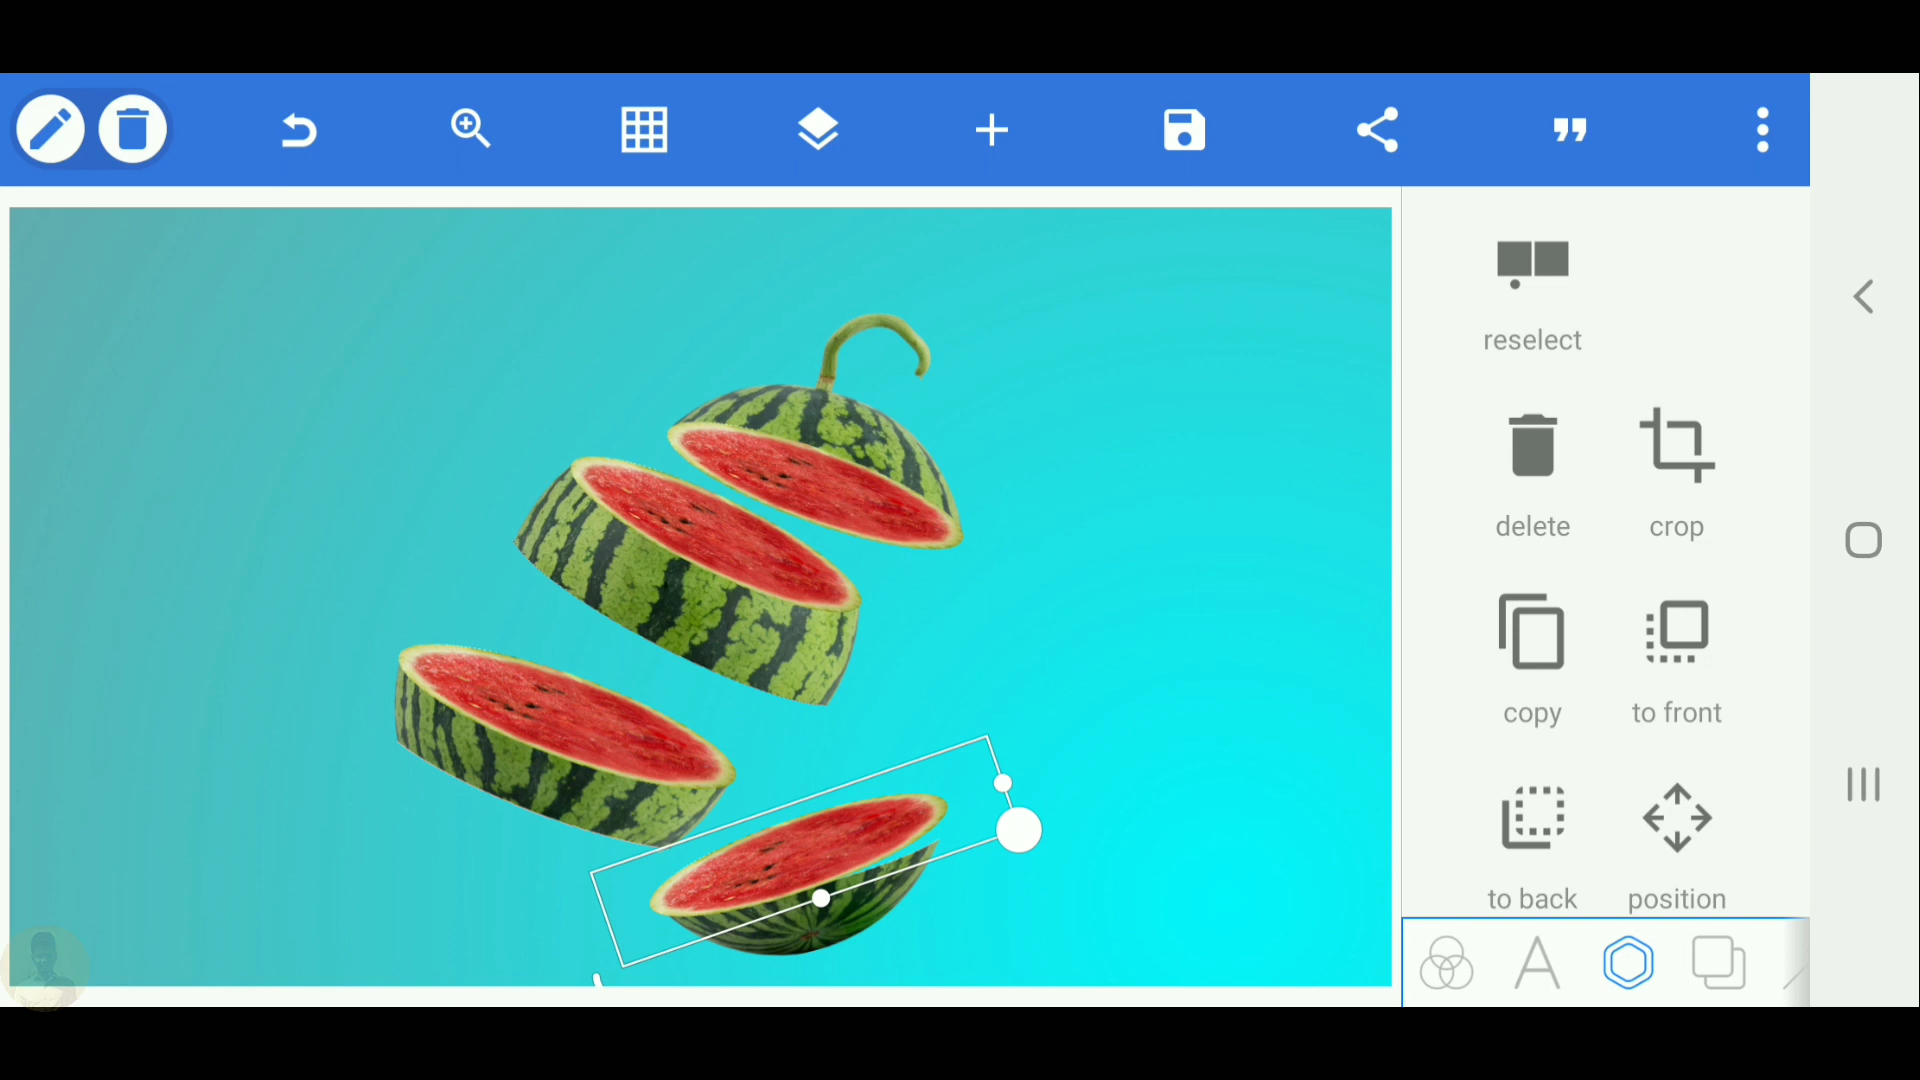 reselect
delete
crop
copy
to front
to back
position